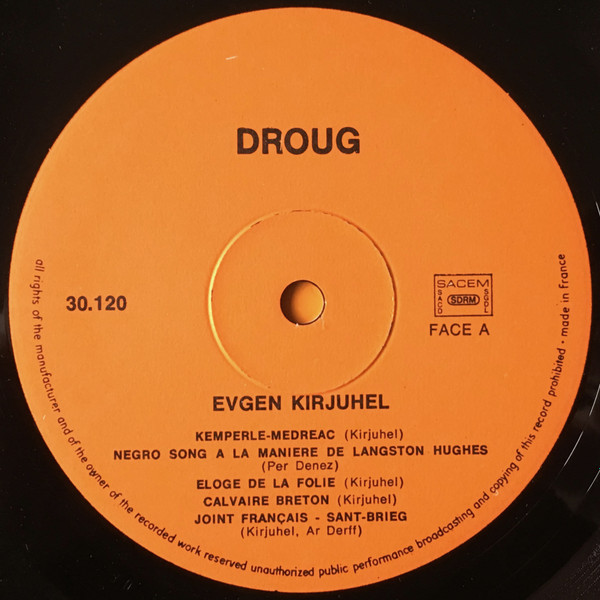 DROUG
30.120
SACEM
SACD SDRM SGDL
FACE A
EVGEN KIRJUHEL
KEMPERLE-MEDREAC (Kirjuhel)
NEGRO SONG A LA MANIERE DE LANGSTON HUGHES
(Per Denez)
ELOGE DE LA FOLIE (Kirjuhel)
CALVAIRE BRETON (Kirjuhel)
JOINT FRANÇAIS - SANT-BRIEG
(Kirjuhel, Ar Derff)
all rights of the manufacturer and of the owner of the recorded work reserved unauthorized public performance broadcasting and copying of this record prohibited • made in France